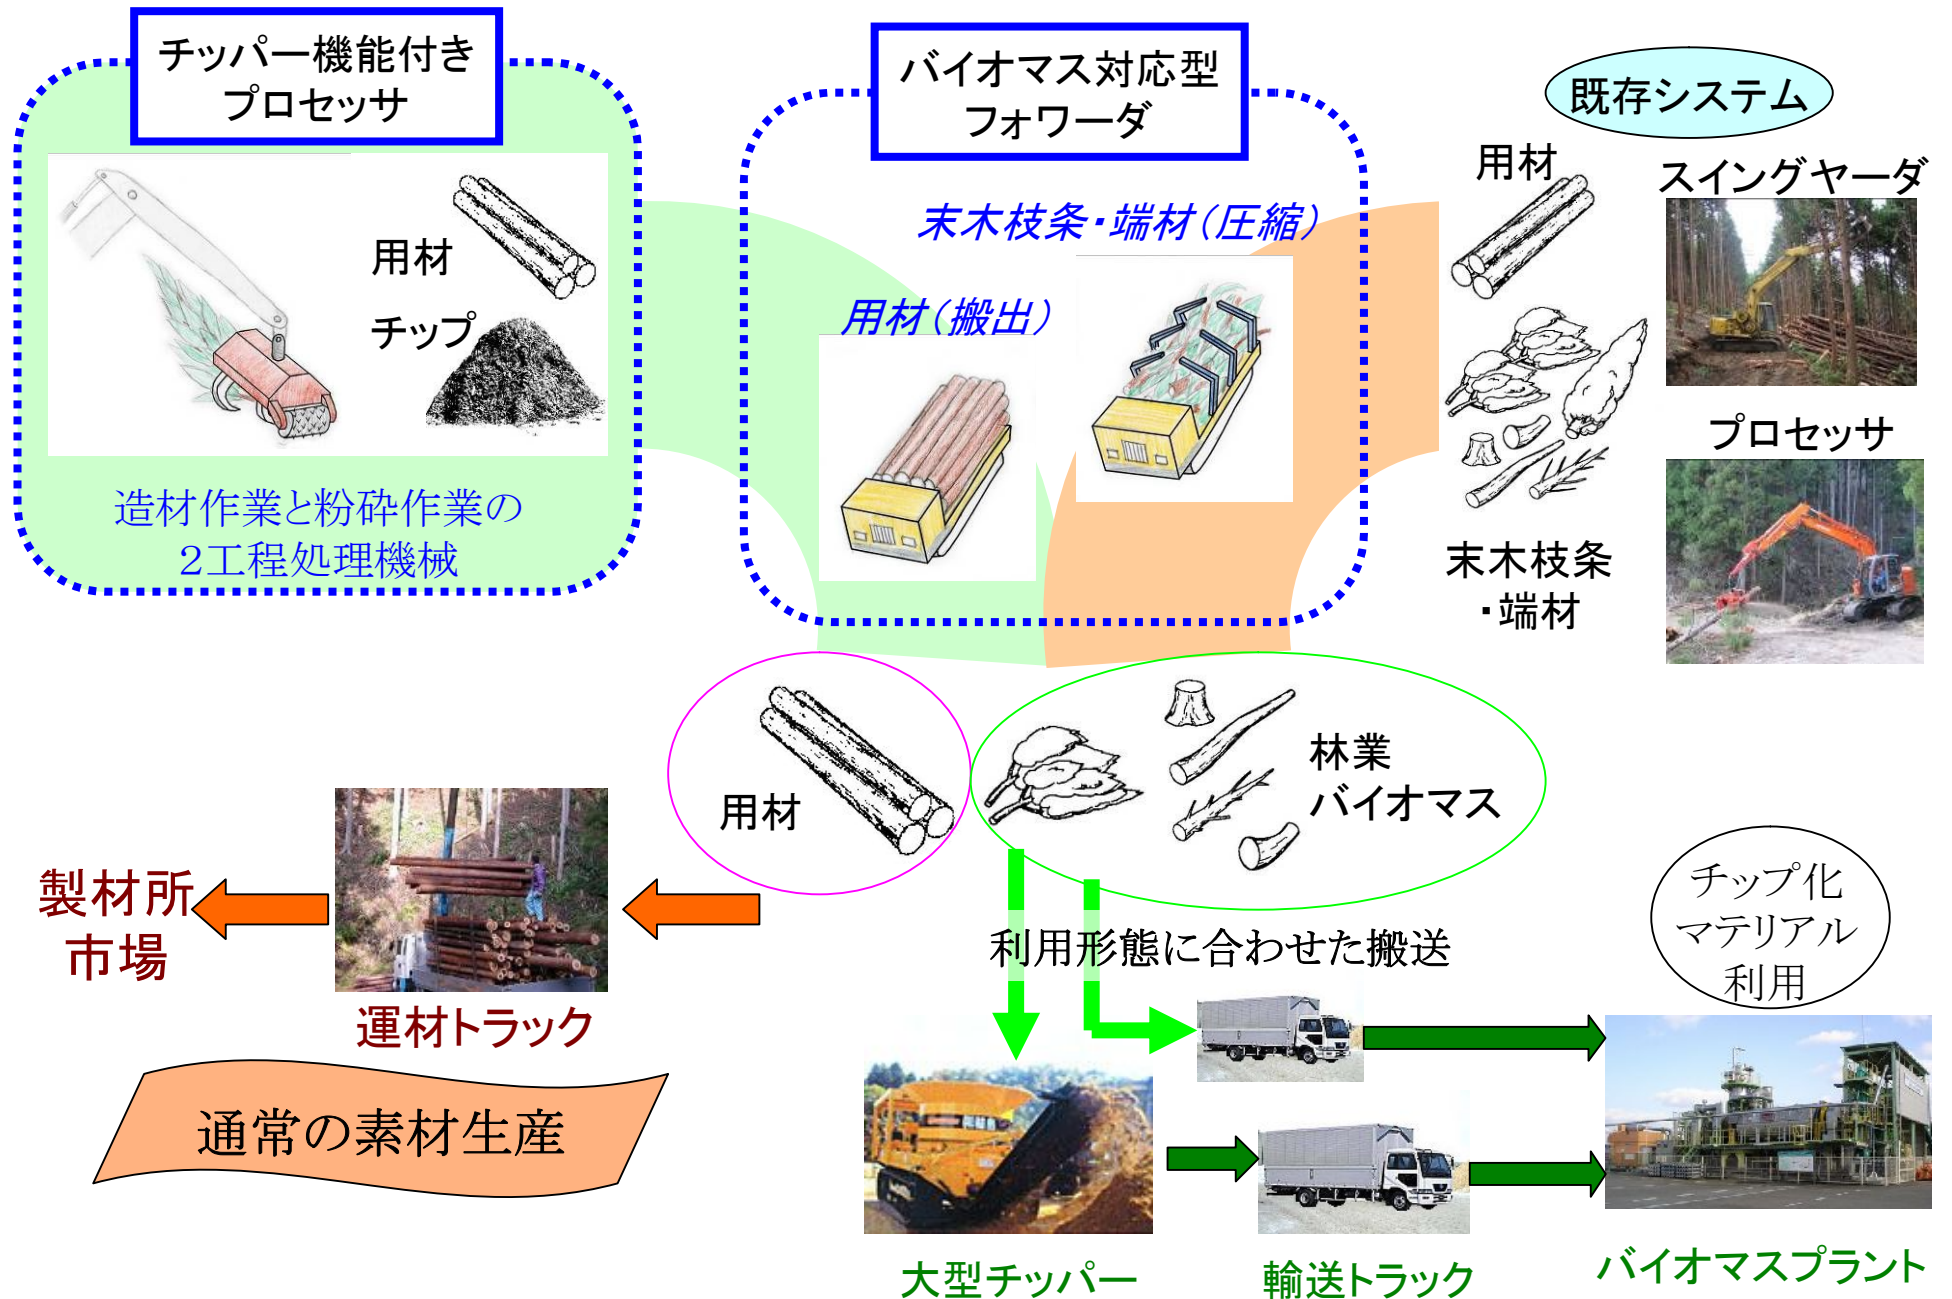 チッパー機能付き
プロセッサ
用材
チップ
造材作業と粉砕作業の
2工程処理機械
バイオマス対応型
フォワーダ
末木枝条・端材(圧縮)
用材(搬出)
既存システム
用材
スイングヤーダ
プロセッサ
末木枝条
・端材
用材
林業
バイオマス
製材所
市場
運材トラック
通常の素材生産
利用形態に合わせた搬送
チップ化
マテリアル
利用
大型チッパー
輸送トラック
バイオマスプラント